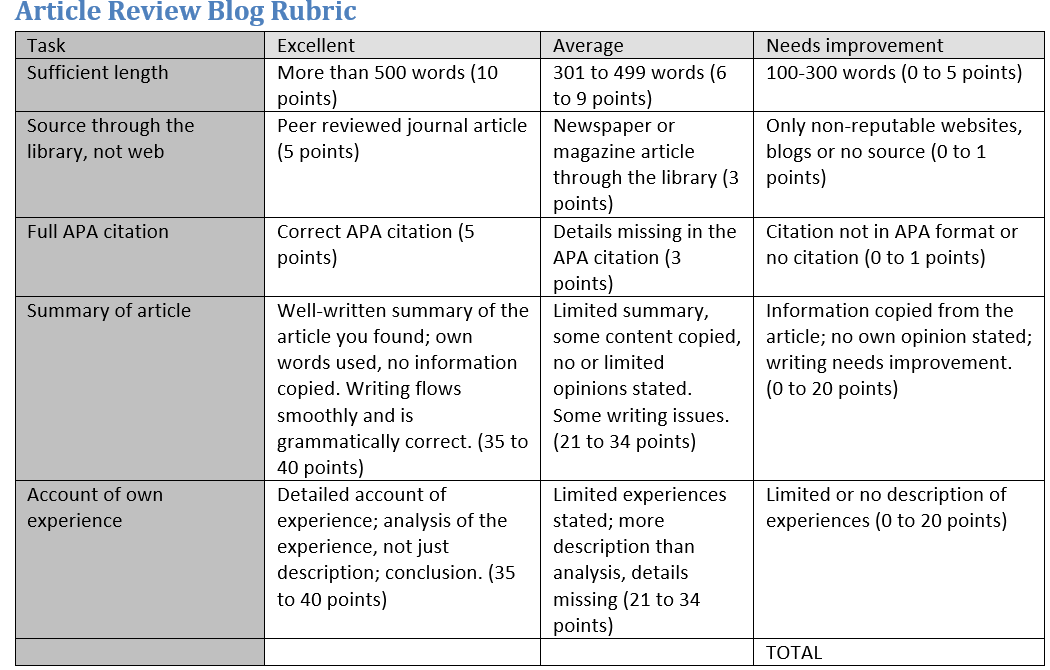 Article Review Blog Rubric
Task
Excellent
Average
Needs improvement
Sufficient length
More than 500 words (10
points)
301 to 499 words (6
to 9 points)
100-300 words (0 to 5 points)
Source through the
library, not web
Peer reviewed journal article
(5 points)
Newspaper or
magazine article
through the library (3
points)
Only non-reputable websites,
blogs or no source (0 to 1
points)
Full APA citation
Correct APA citation (5
points)
Details missing in the
APA citation (3
points)
Citation not in APA format or
no citation (0 to 1 points)
Summary of article
Well-written summary of the
article you found; own
words used, no information
copied. Writing flows
smoothly and is
grammatically correct. (35 to
40 points)
Limited summary,
some content copied,
no or limited
opinions stated.
Some writing issues.
(21 to 34 points)
Information copied from the
article; no own opinion stated;
writing needs improvement.
(0 to 20 points)
Account of own
experience
Detailed account of
experience; analysis of the
experience, not just
description; conclusion. (35
to 40 points)
Limited experiences
stated; more
description than
analysis, details
missing (21 to 34
points)
Limited or no description of
experiences (0 to 20 points)
TOTAL